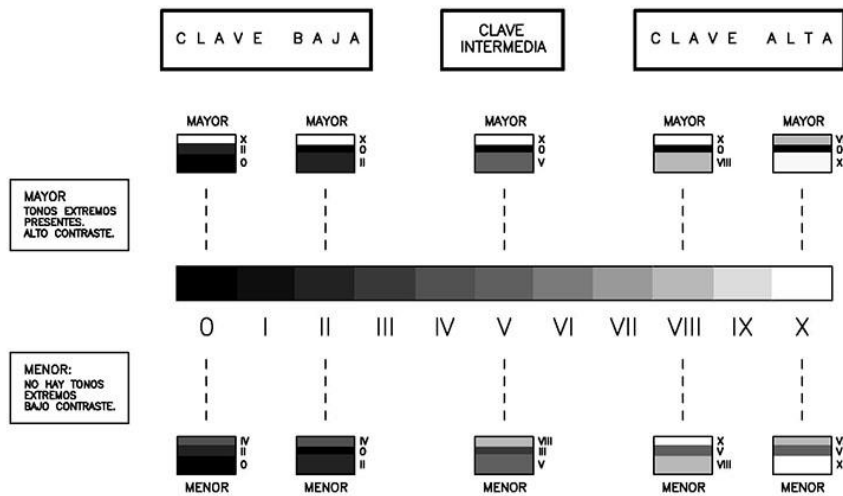 CLAVE BAJA
CLAVE
INTERMEDIA
CLAVE ALTA
MAYOR
X
II
O
MAYOR
X
O
II
MAYOR
X
O
V
MAYOR
X
O
VIII
MAYOR
O
X
MAYOR
TONOS EXTREMOS
PRESENTES.
ALTO CONTRASTE.
O I II III IV V VI VII VIII IX X
MENOR:
NO HAY TONOS
EXTREMOS
BAJO CONTRASTE.
IV
II
O
MENOR
IV
O
II
MENOR
VIII
III
V
MENOR
X
V
VIII
MENOR
V
X
MENOR